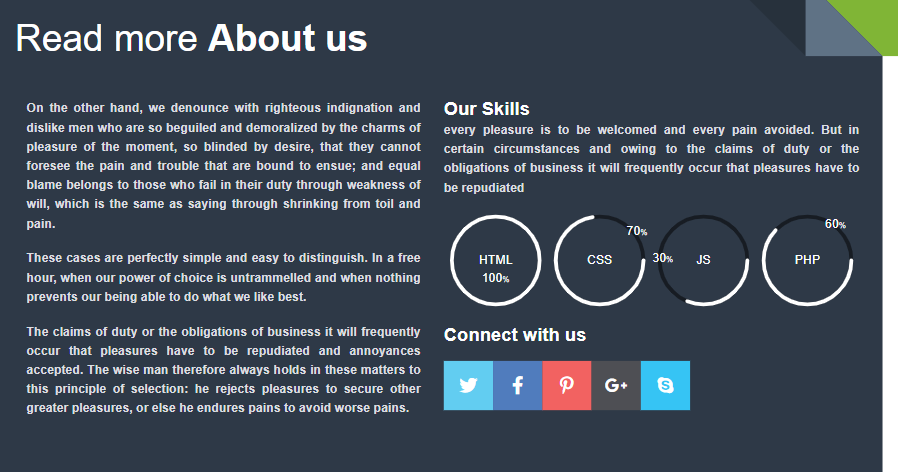 Read more About us
On the other hand, we denounce with righteous indignation and
dislike men who are so beguiled and demoralized by the charms of
pleasure of the moment, so blinded by desire, that they cannot
foresee the pain and trouble that are bound to ensue; and equal
blame belongs to those who fail in their duty through weakness of
will, which is the same as saying through shrinking from toil and
pain.
These cases are perfectly simple and easy to distinguish. In a free
hour, when our power of choice is untrammelled and when nothing
prevents our being able to do what we like best.
The claims of duty or the obligations of business it will frequently
occur that pleasures have to be repudiated and annoyances
accepted. The wise man therefore always holds in these matters to
this principle of selection: he rejects pleasures to secure other
greater pleasures, or else he endures pains to avoid worse pains.
Our Skills
every pleasure is to be welcomed and every pain avoided. But in
certain circumstances and owing to the claims of duty or the
obligations of business it will frequently occur that pleasures have to
be repudiated
HTML
100%
CSS
70%
JS
30%
PHP
60%
Connect with us
G+